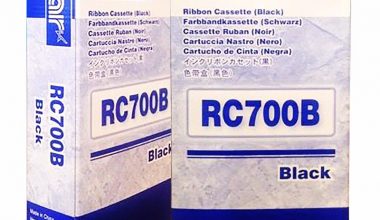 RC700B
Black
Ribbon Cassette (Black)
Farbbandkassette (Schwarz)
Cassette Ruban (Noir)
Cartuccia Nastro (Nero)
Cartucho de Cinta (Negra)
インクリボンカセット(黒)
色带盒(黑色)
RC700B
Black